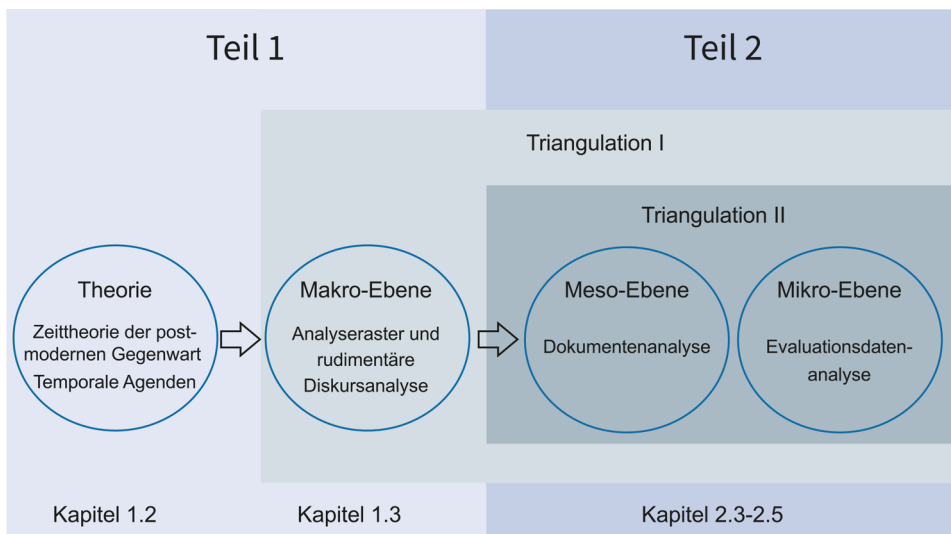 Teil 1
Teil 2
Triangulation I
Triangulation II
Theorie
Zeittheorie der post-
modernen Gegenwart
Temporale Agenden
Makro-Ebene
Analyseraster und
rudimentäre
Diskursanalyse
Meso-Ebene
Dokumentenanalyse
Mikro-Ebene
Evaluationsdaten-
analyse
Kapitel 1.2
Kapitel 1.3
Kapitel 2.3-2.5